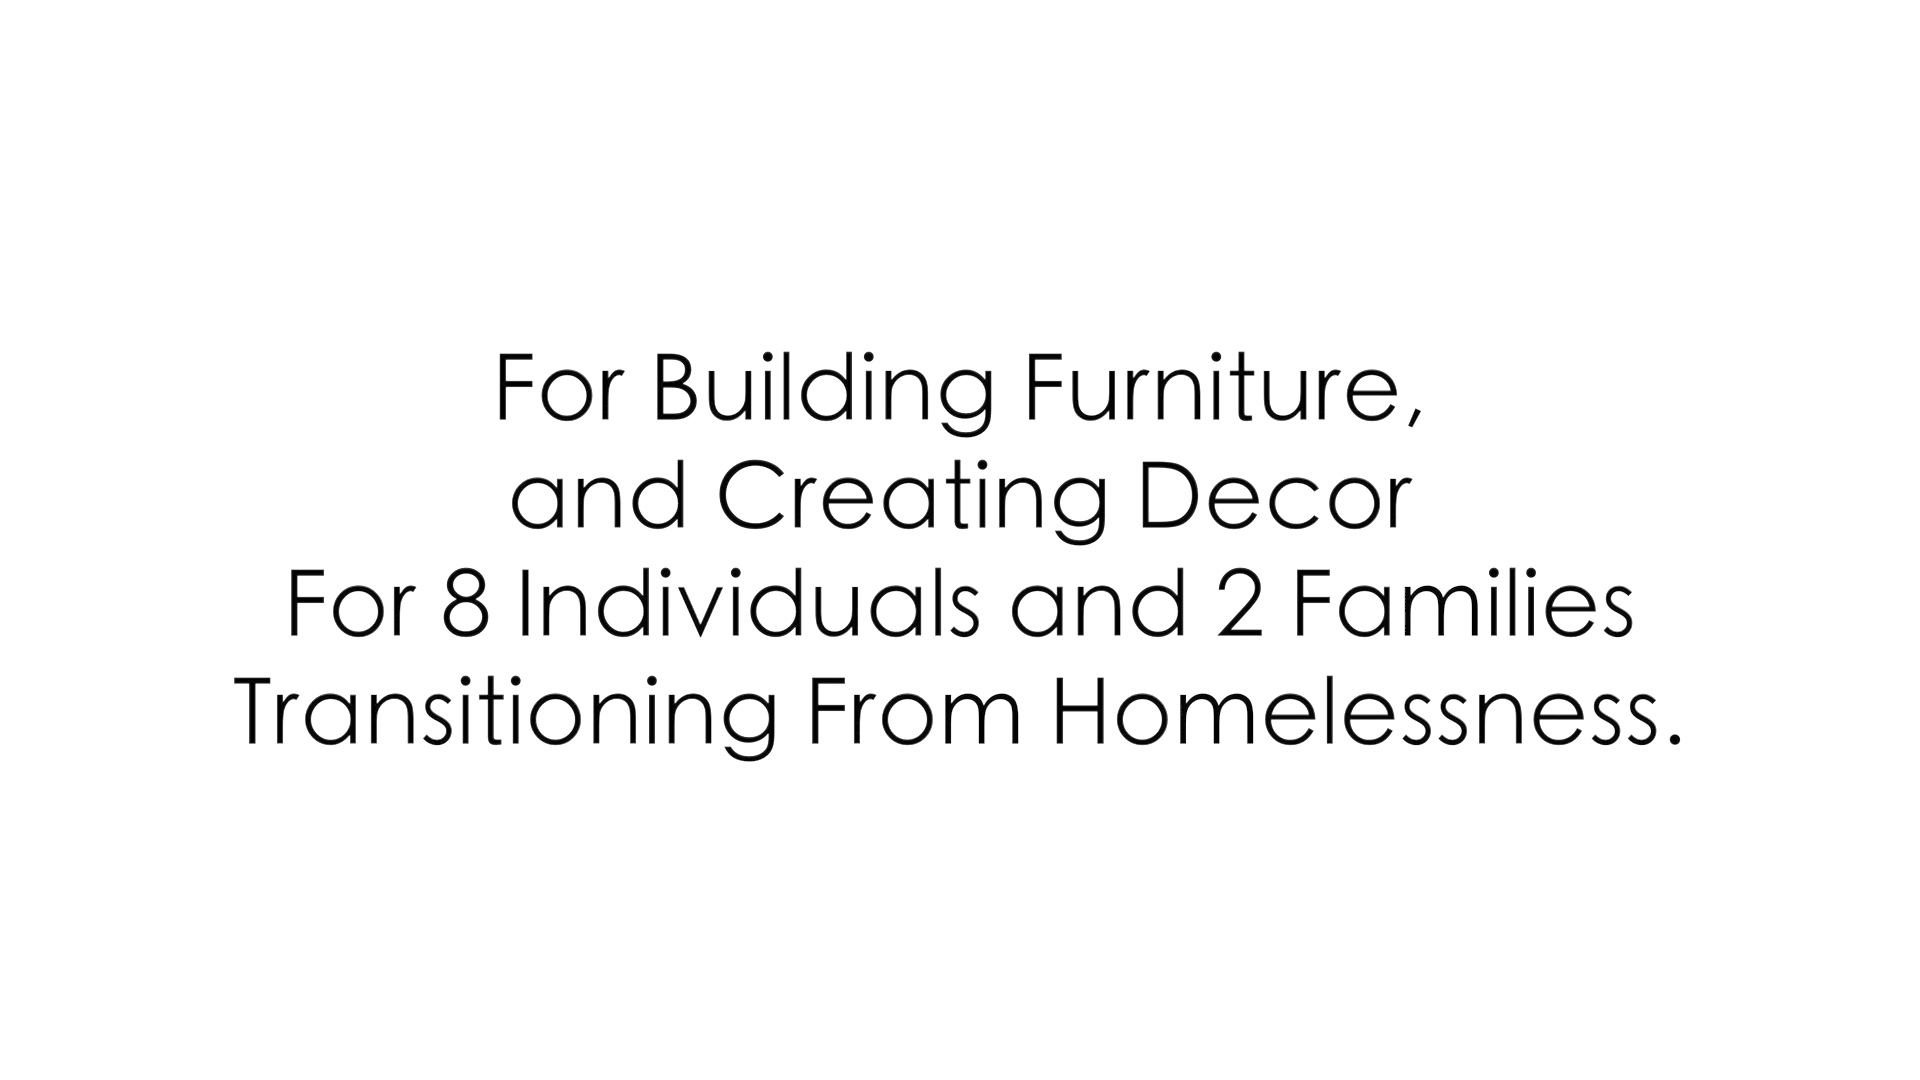 For Building Furniture,
and Creating Decor
For 8 Individuals and 2 Families
Transitioning From Homelessness.